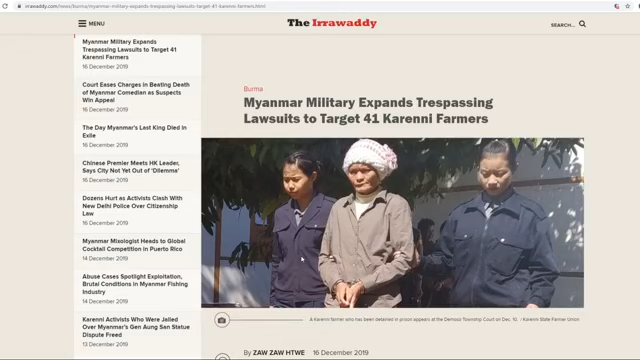 irrawaddy.com/news/burma/myanmar-military-expands-trespassing-lawsuits-target-41-karenni-farmers.html
MENU
The Irrawaddy
SEARCH...
Myanmar Military Expands
Trespassing Lawsuits to Target 41
Karenni Farmers
16 December 2019
Court Eases Charges in Beating Death
of Myanmar Comedian as Suspects
Win Appeal
16 December 2019
The Day Myanmar's Last King Died in
Exile
16 December 2019
Chinese Premier Meets HK Leader,
Says City Not Yet Out of 'Dilemma'
16 December 2019
Dozens Hurt as Activists Clash With
New Delhi Police Over Citizenship
Law
16 December 2019
Myanmar Mixologist Heads to Global
Cocktail Competition in Puerto Rico
14 December 2019
Abuse Cases Spotlight Exploitation,
Brutal Conditions in Myanmar Fishing
Industry
14 December 2019
Karenni Activists Who Were Jailed
Over Myanmar's Gen Aung San Statue
Dispute Freed
13 December 2019
Burma
Myanmar Military Expands Trespassing
Lawsuits to Target 41 Karenni Farmers
A Karenni farmer who has been detained in prison appears at the Demoso Township Court on Dec. 10. / Karenni State Farmer Union
By ZAW ZAW HTWE 16 December 2019